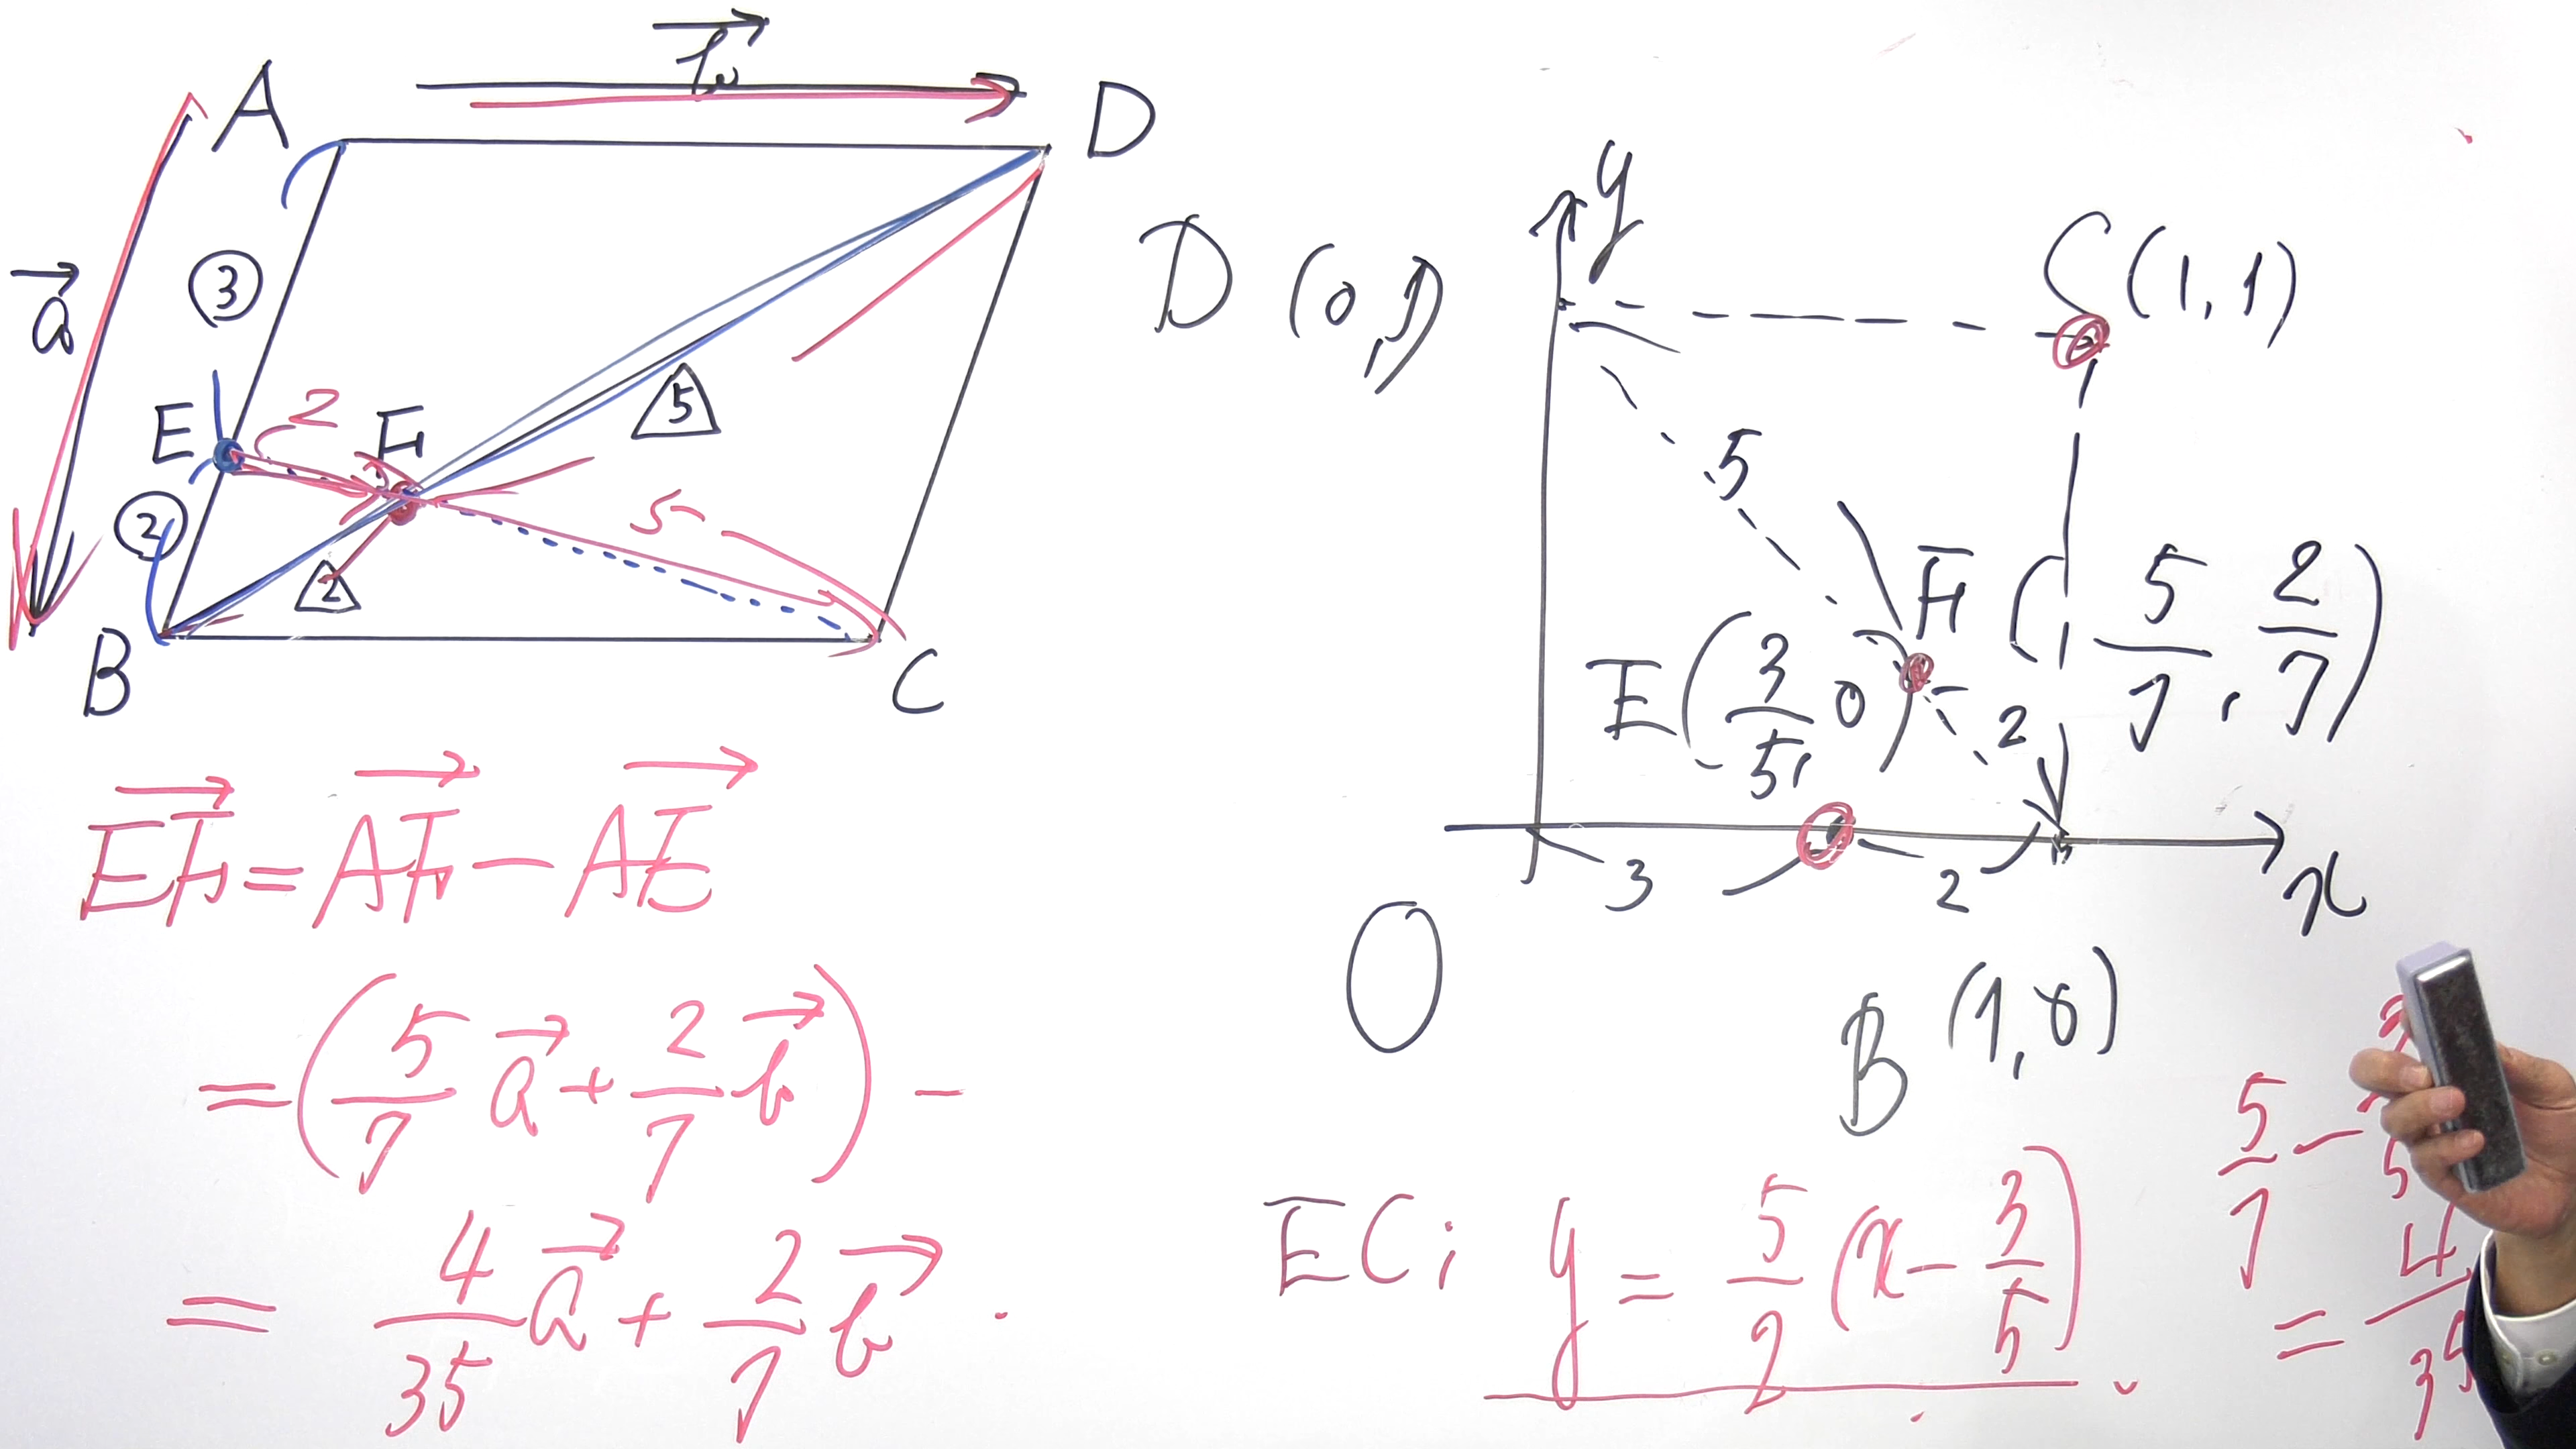 b
A
D
a
③
E
2
F
5
②
2
5
B
C
EF = AF - AE
= (5/7 a + 2/7 b) -
= 4/35 a + 2/7 b .
y
D (0,1)
C (1,1)
5
F (5/7, 2/7)
E (3/5, 0)
2
3
2
x
O
B (1,0)
EC; y = 5/2 (x - 3/5)
5/7 -
= 4/35